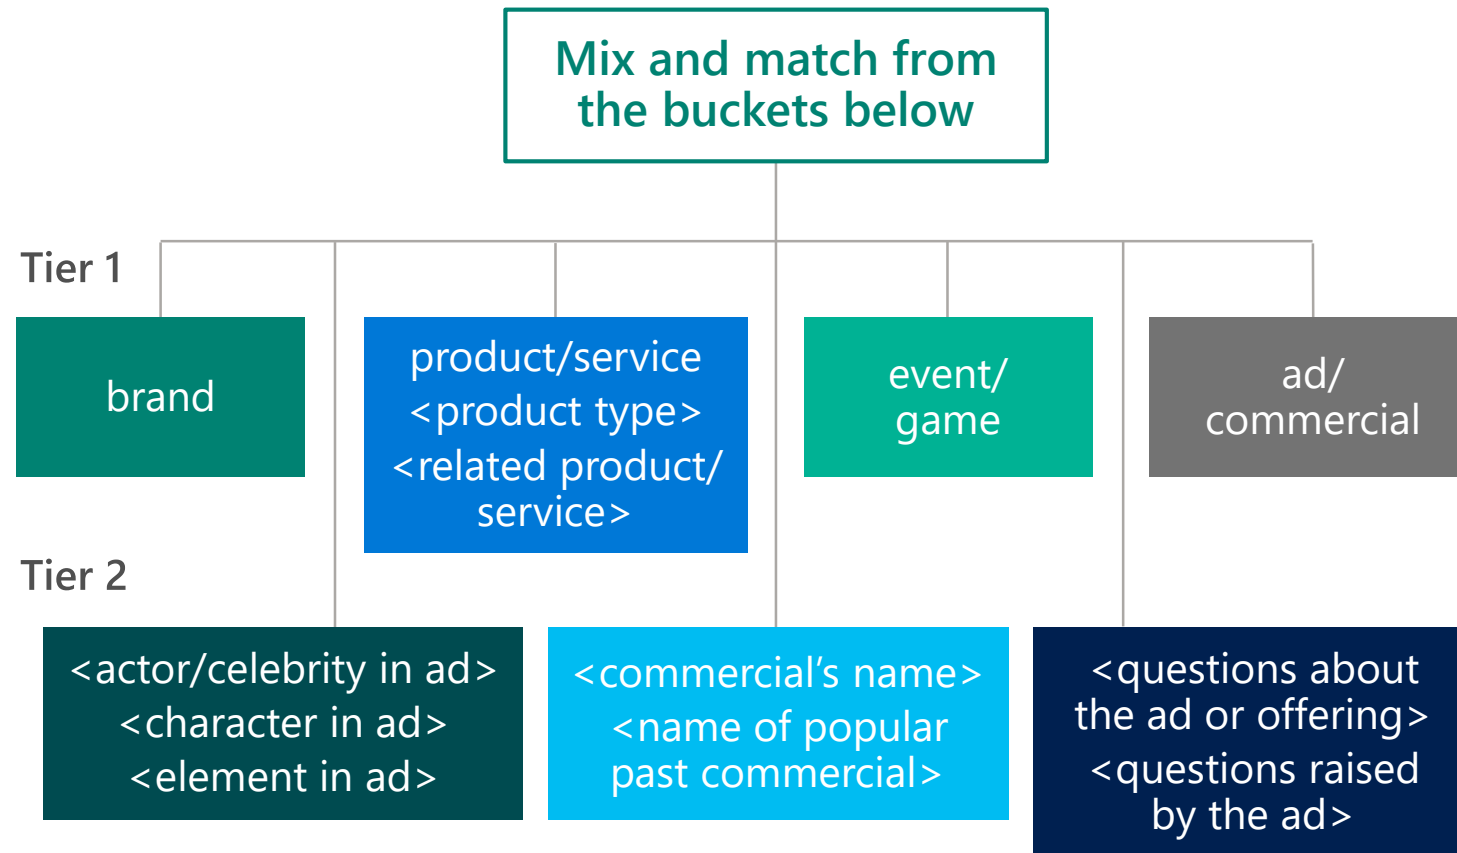 Mix and match from
the buckets below
Tier 1
brand
product/service
<product type>
<related product/
service>
event/
game
ad/
commercial
Tier 2
<actor/celebrity in ad>
<character in ad>
<element in ad>
<commercial’s name>
<name of popular
past commercial>
<questions about
the ad or offering>
<questions raised
by the ad>